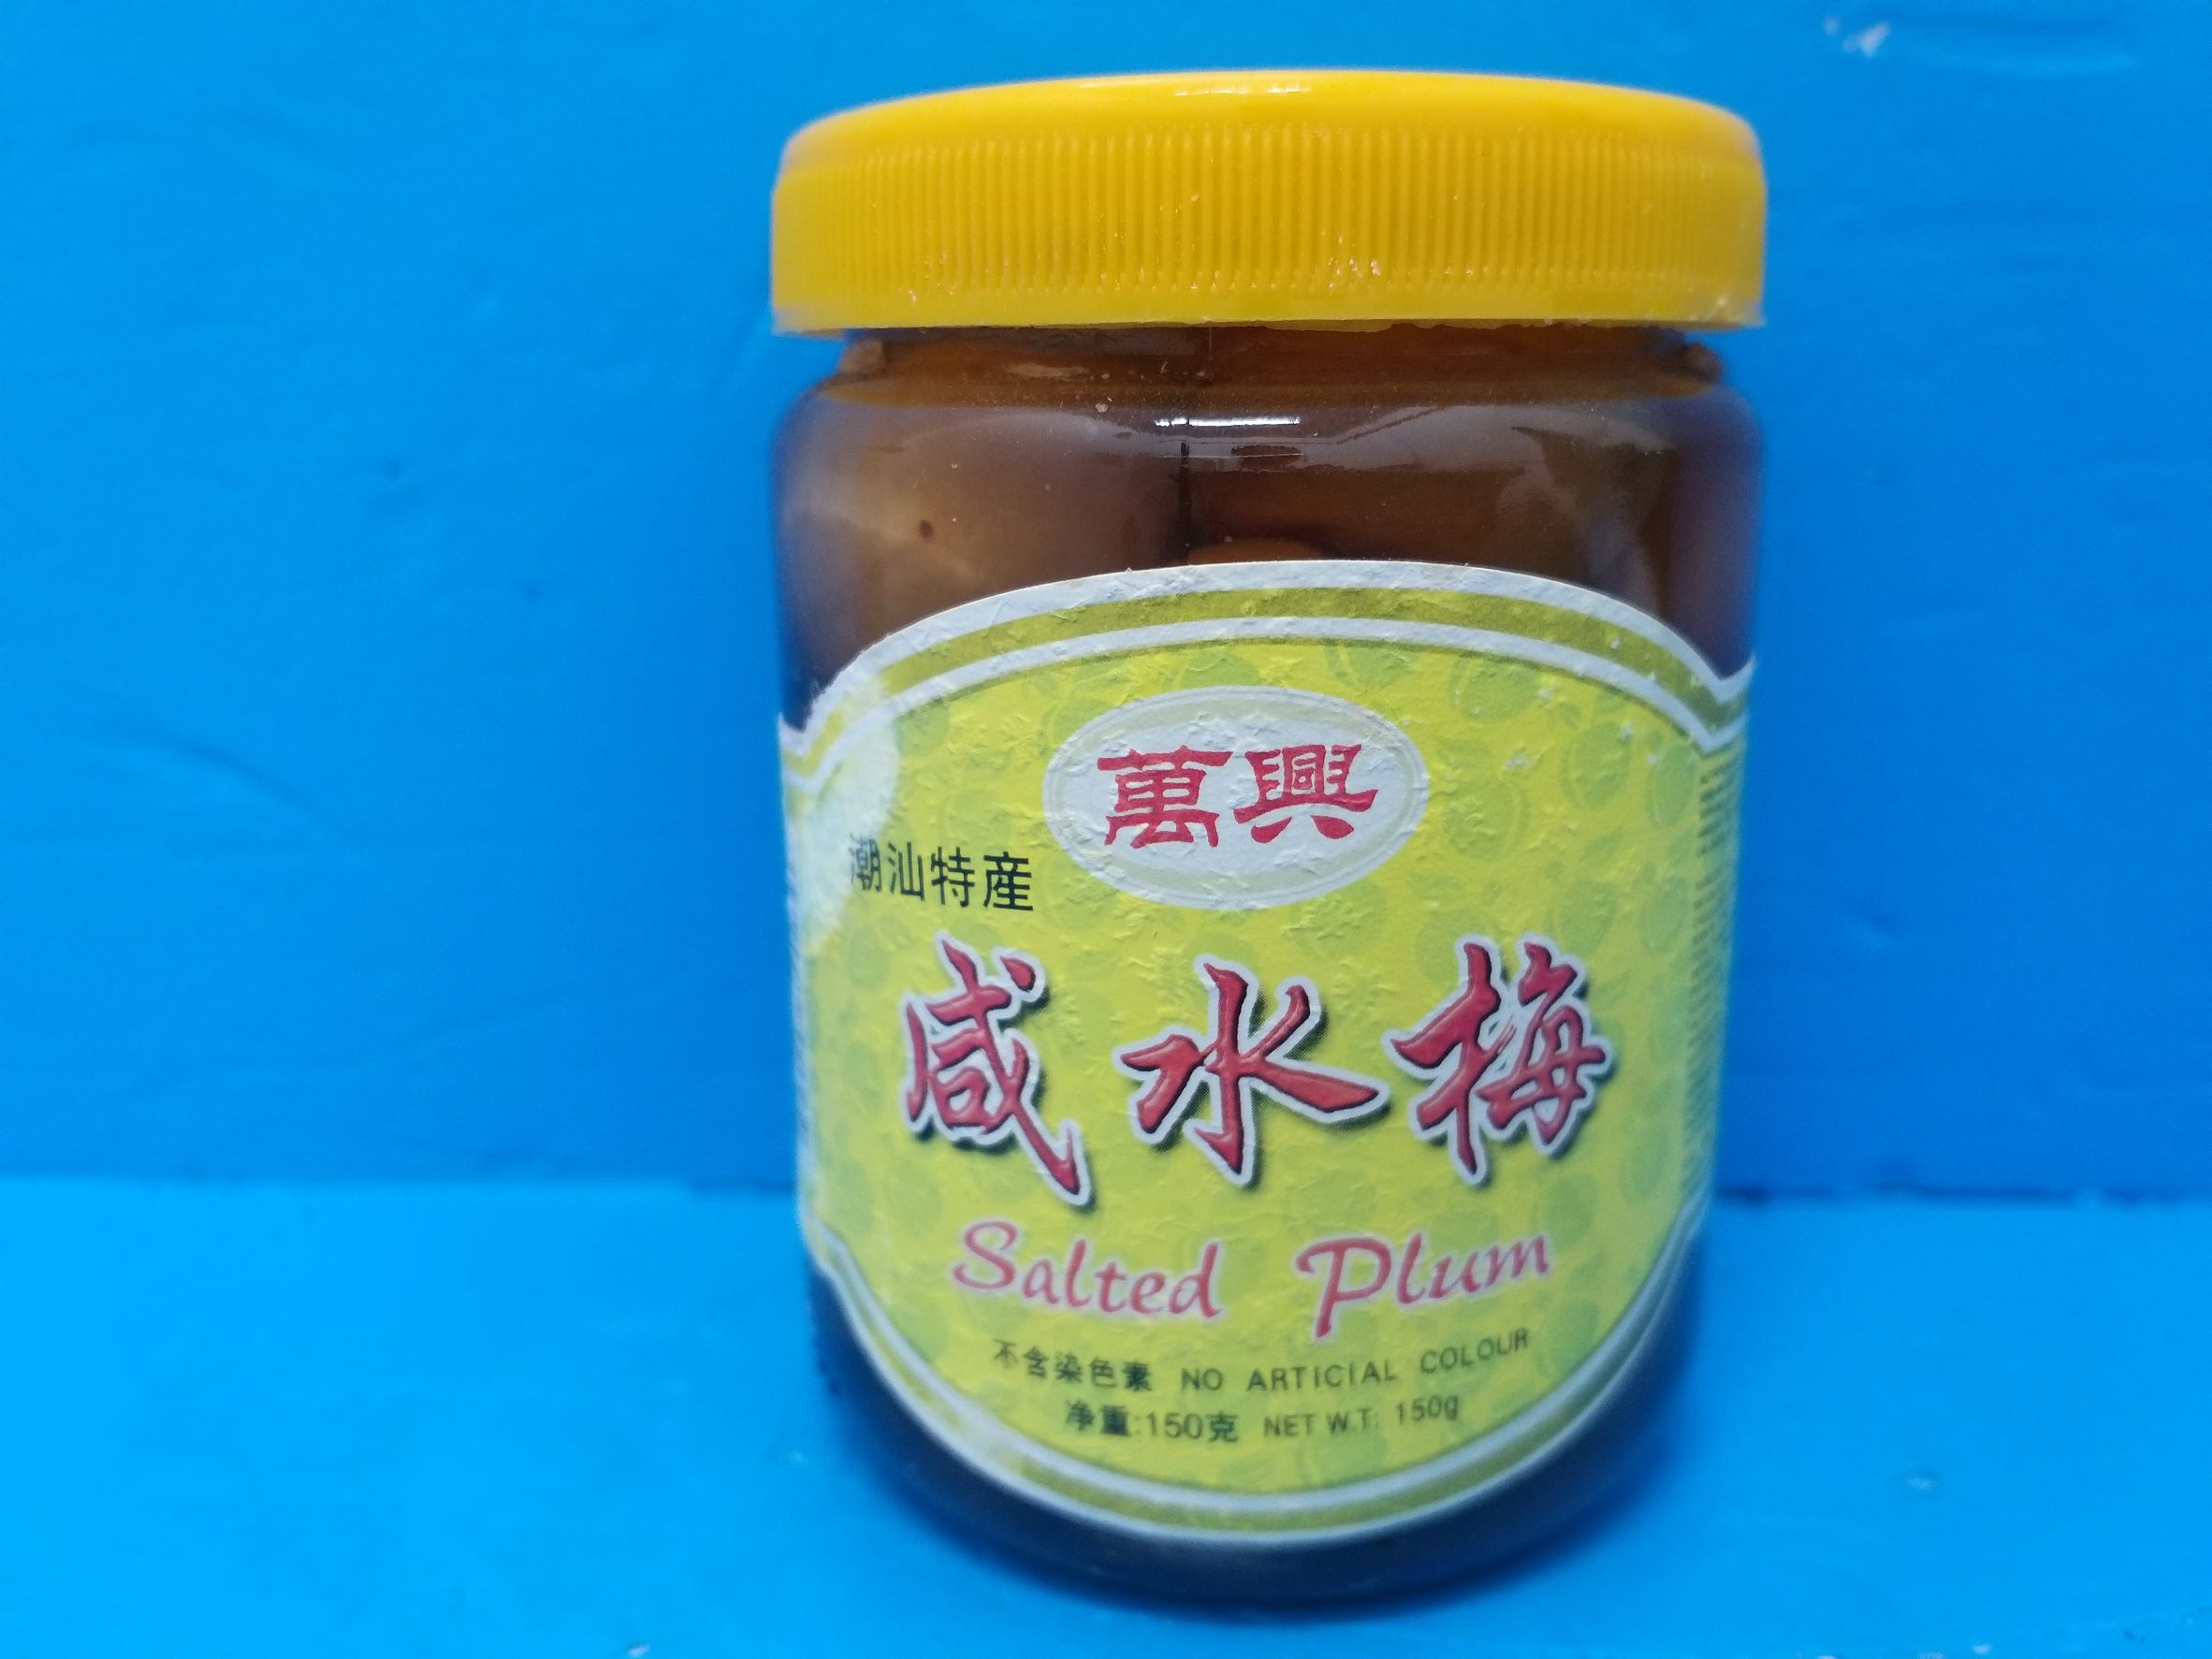 萬興
潮汕特産
咸水梅
Salted Plum
不含染色素 NO ARTICIAL COLOUR
净重:150克 NET W.T: 150g